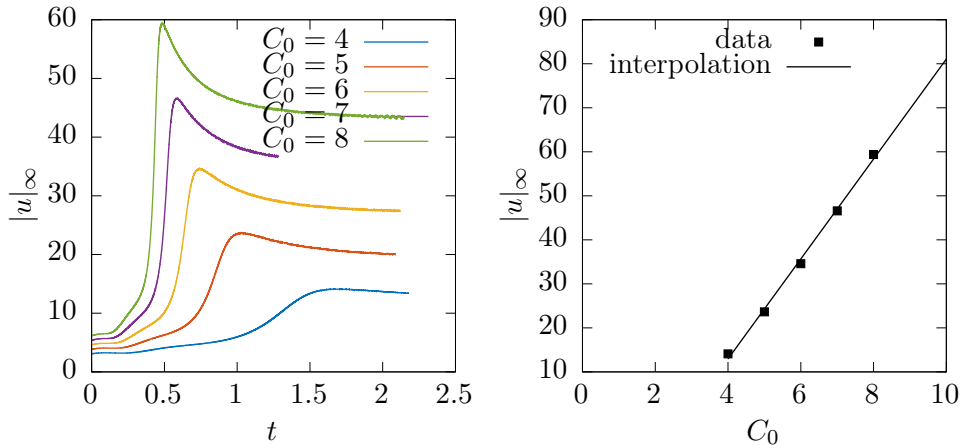 60
50
40
30
20
10
0
|u|∞
0
0.5
1
1.5
2
2.5
t
C₀ = 4
C₀ = 5
C₀ = 6
C₀ = 7
C₀ = 8
90
80
70
60
50
40
30
20
10
|u|∞
0
2
4
6
8
10
C₀
data
interpolation